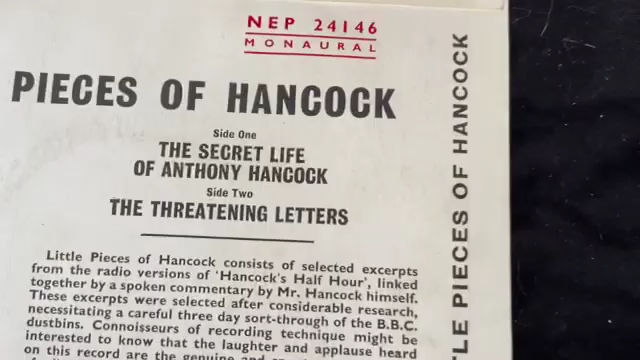 NEP 24146
MONAURAL
PIECES OF HANCOCK
Side One
THE SECRET LIFE
OF ANTHONY HANCOCK
Side Two
THE THREATENING LETTERS
Little Pieces of Hancock consists of selected excerpts
from the radio versions of 'Hancock's Half Hour', linked
together by a spoken commentary by Mr. Hancock himself.
These excerpts were selected after considerable research,
necessitating a careful three day sort-through of the B.B.C.
dustbins. Connoisseurs of recording technique might be
interested to know that the laughter and applause heard
on this record are the genuine and
TLE PIECES OF HANCOCK